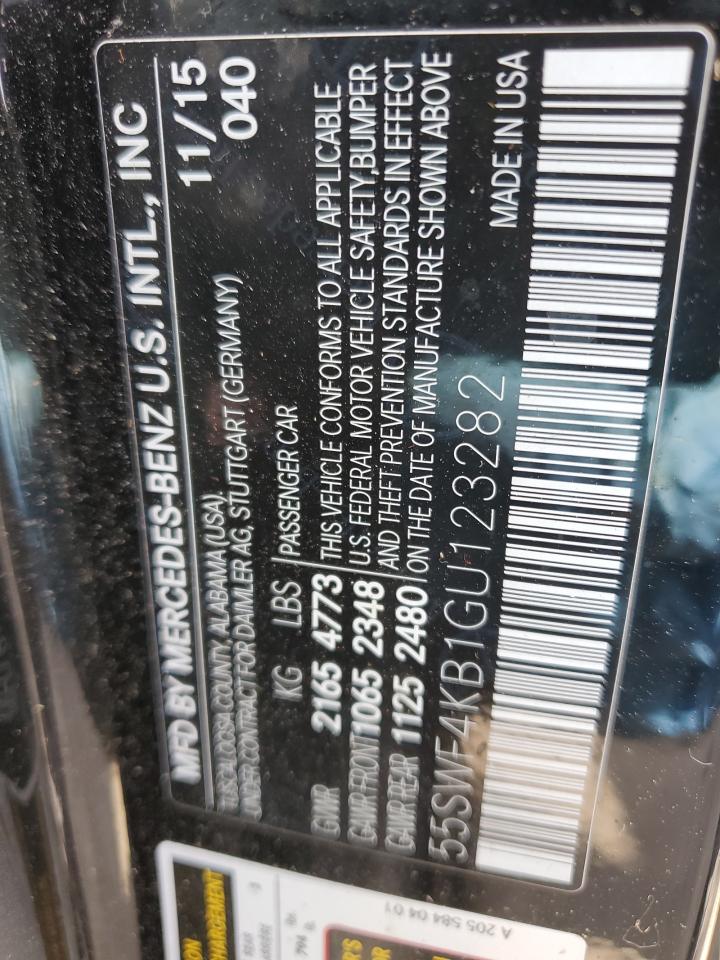 MFD BY MERCEDES-BENZ U.S. INTL., INC
TUSCALOOSA COUNTY, ALABAMA (USA) 11/15
UNDER CONTRACT FOR DAIMLER AG, STUTTGART (GERMANY) 040
KG LBS PASSENGER CAR
GVWR 2165 4773 THIS VEHICLE CONFORMS TO ALL APPLICABLE
GAWR FRONT 1065 2348 U.S. FEDERAL MOTOR VEHICLE SAFETY, BUMPER
GAWR REAR 1125 2480 AND THEFT PREVENTION STANDARDS IN EFFECT
ON THE DATE OF MANUFACTURE SHOWN ABOVE
55SWF4KB1GU123282 MADE IN USA
A 205 584 04 01
REAR